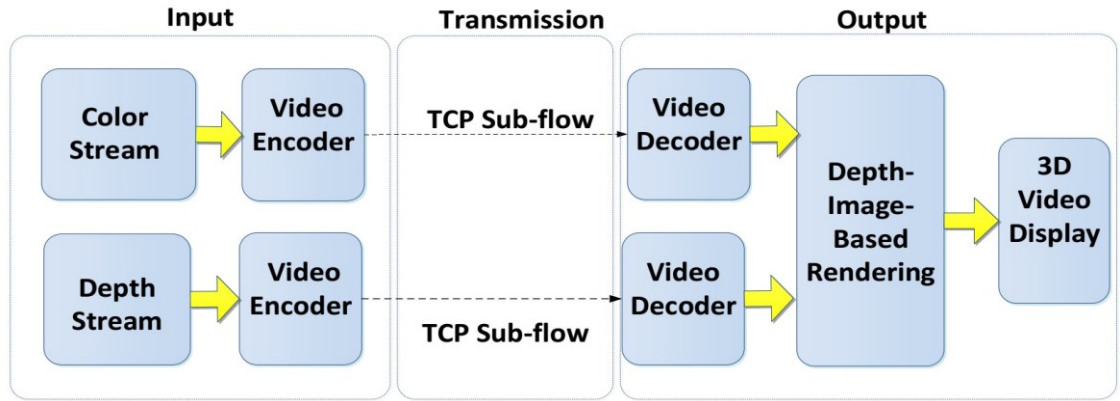 Input
Transmission
Output
Color
Stream
Video
Encoder
TCP Sub-flow
Video
Decoder
Depth
Stream
Video
Encoder
TCP Sub-flow
Video
Decoder
Depth-
Image-
Based
Rendering
3D
Video
Display